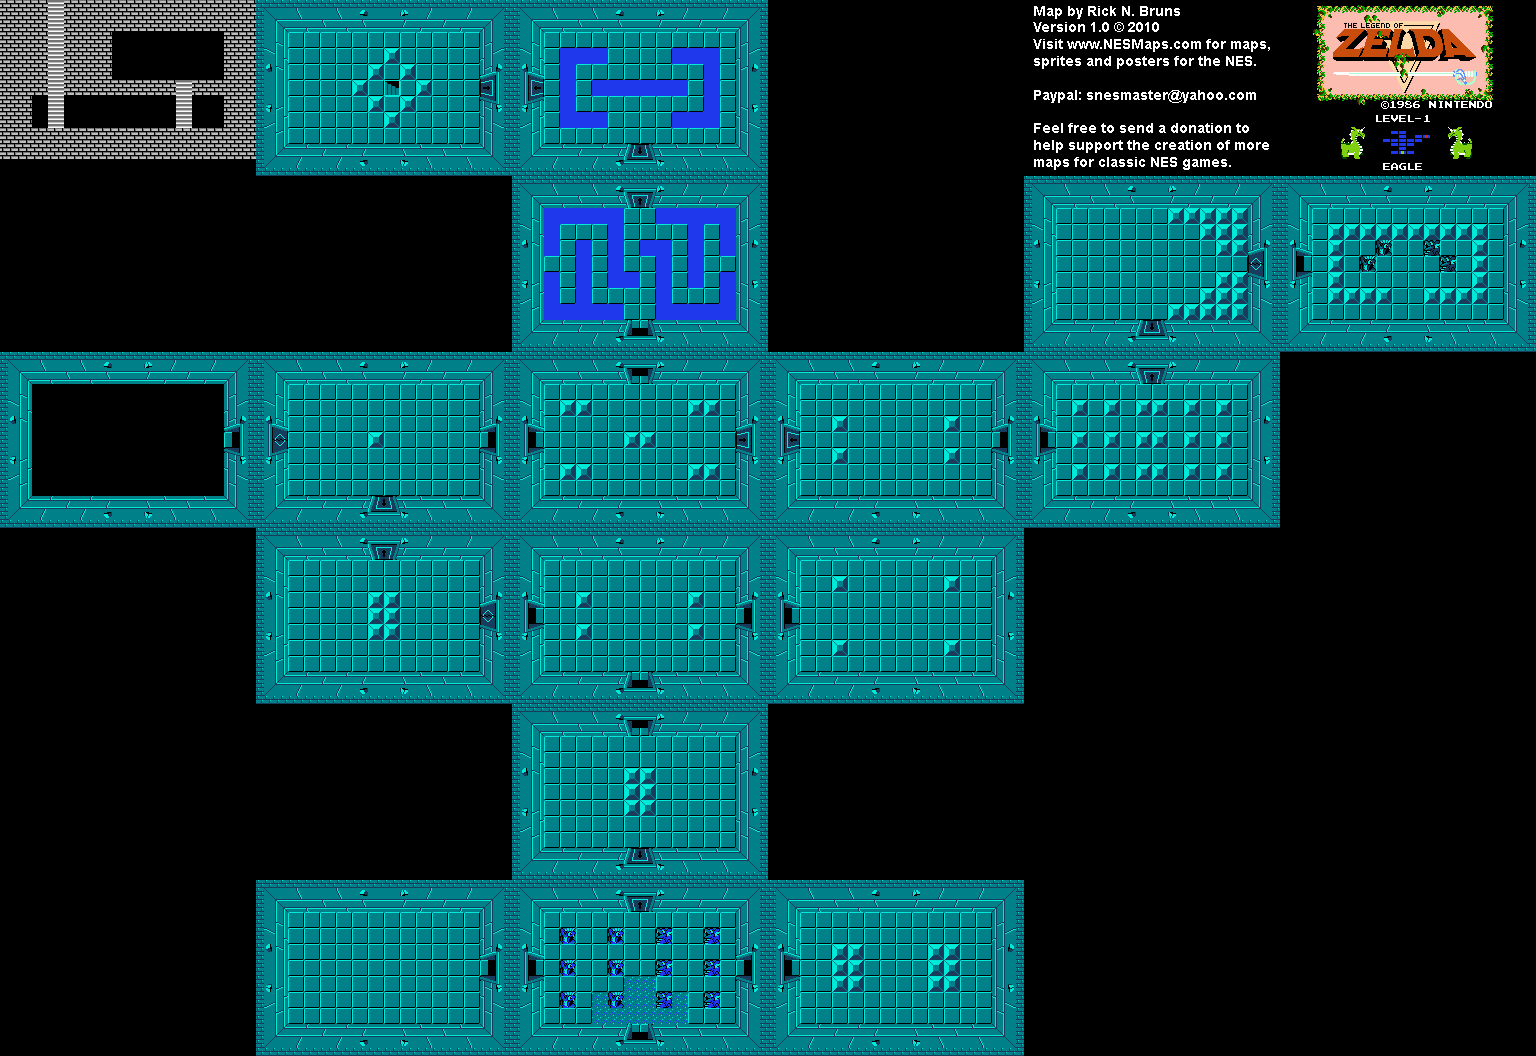 Map by Rick N. Bruns
Version 1.0 © 2010
Visit www.NESMaps.com for maps,
sprites and posters for the NES.
Paypal: snesmaster@yahoo.com
Feel free to send a donation to
help support the creation of more
maps for classic NES games.
THE LEGEND OF
ZELDA
©1986 NINTENDO
LEVEL-1
EAGLE